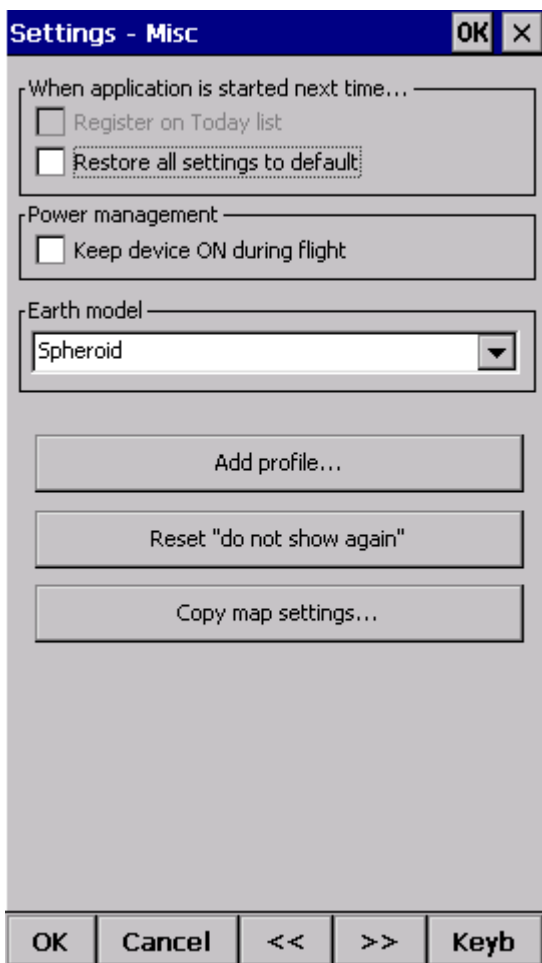 Settings - Misc OK
When application is started next time...
Register on Today list
Restore all settings to default
Power management
Keep device ON during flight
Earth model
Spheroid
Add profile...
Reset "do not show again"
Copy map settings...
OK Cancel << >> Keyb